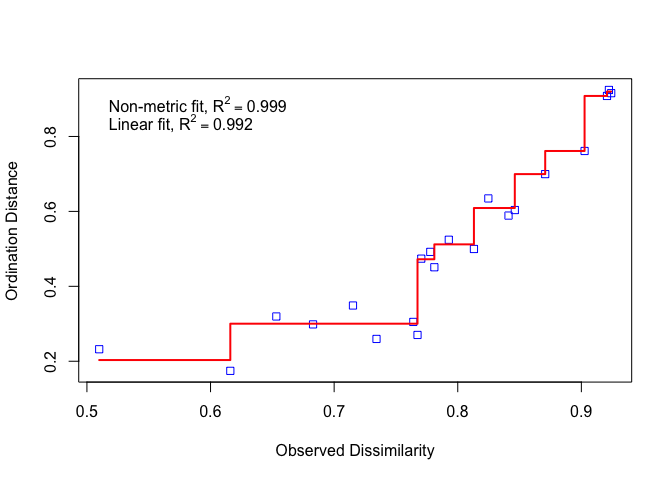 Non-metric fit, R² = 0.999
Linear fit, R² = 0.992
Ordination Distance
0.8
0.6
0.4
0.2
0.5 0.6 0.7 0.8 0.9
Observed Dissimilarity